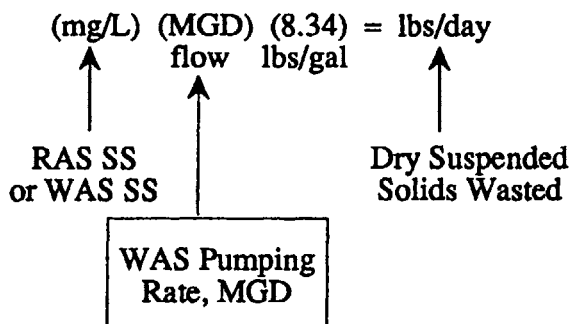 (mg/L) (MGD) (8.34) = lbs/day
flow lbs/gal
RAS SS
or WAS SS
Dry Suspended
Solids Wasted
WAS Pumping
Rate, MGD